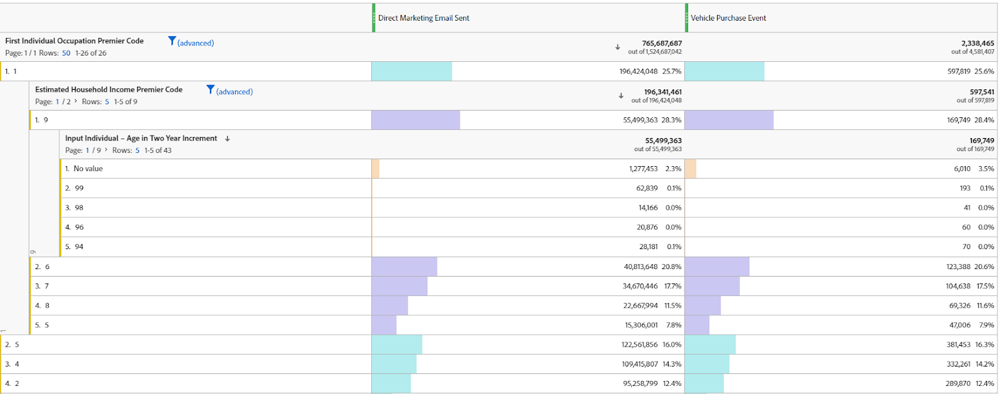 Direct Marketing Email Sent Vehicle Purchase Event
First Individual Occupation Premier Code (advanced) 765,687,687 2,338,465
Page: 1 / 1 Rows: 50 1-26 of 26 out of 1,524,687,042 out of 4,581,407
1. 1 196,424,048 25.7% 597,819 25.6%
Estimated Household Income Premier Code (advanced) 196,341,461 597,541
Page: 1 / 2 > Rows: 5 1-5 of 9 out of 196,424,048 out of 597,819
1. 9 55,499,363 28.3% 169,749 28.4%
Input Individual – Age in Two Year Increment 55,499,363 169,749
Page: 1 / 9 > Rows: 5 1-5 of 43 out of 55,499,363 out of 169,749
1. No value 1,277,453 2.3% 6,010 3.5%
2. 99 62,839 0.1% 193 0.1%
3. 98 14,166 0.0% 41 0.0%
4. 96 20,876 0.0% 60 0.0%
5. 94 28,181 0.1% 70 0.0%
9
2. 6 40,813,648 20.8% 123,388 20.6%
3. 7 34,670,446 17.7% 104,638 17.5%
4. 8 22,667,994 11.5% 69,326 11.6%
5. 5 15,306,001 7.8% 47,006 7.9%
1
2. 5 122,561,856 16.0% 381,453 16.3%
3. 4 109,415,807 14.3% 332,261 14.2%
4. 2 95,258,799 12.4% 289,870 12.4%